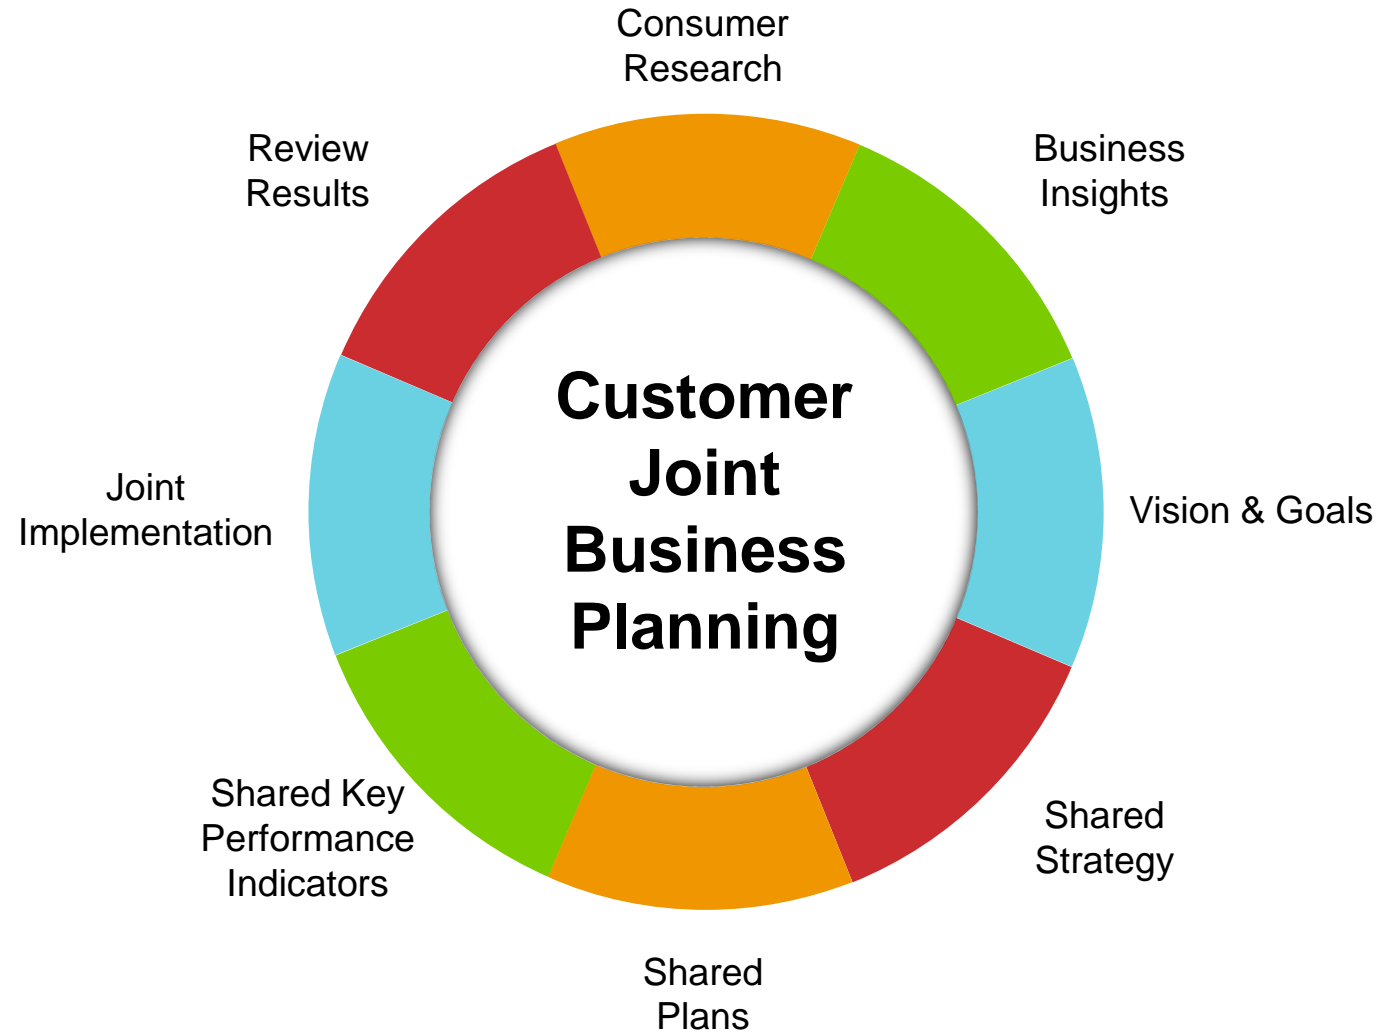 Consumer
Research
Business
Insights
Vision & Goals
Shared
Strategy
Shared
Plans
Shared Key
Performance
Indicators
Joint
Implementation
Review
Results
Customer
Joint
Business
Planning